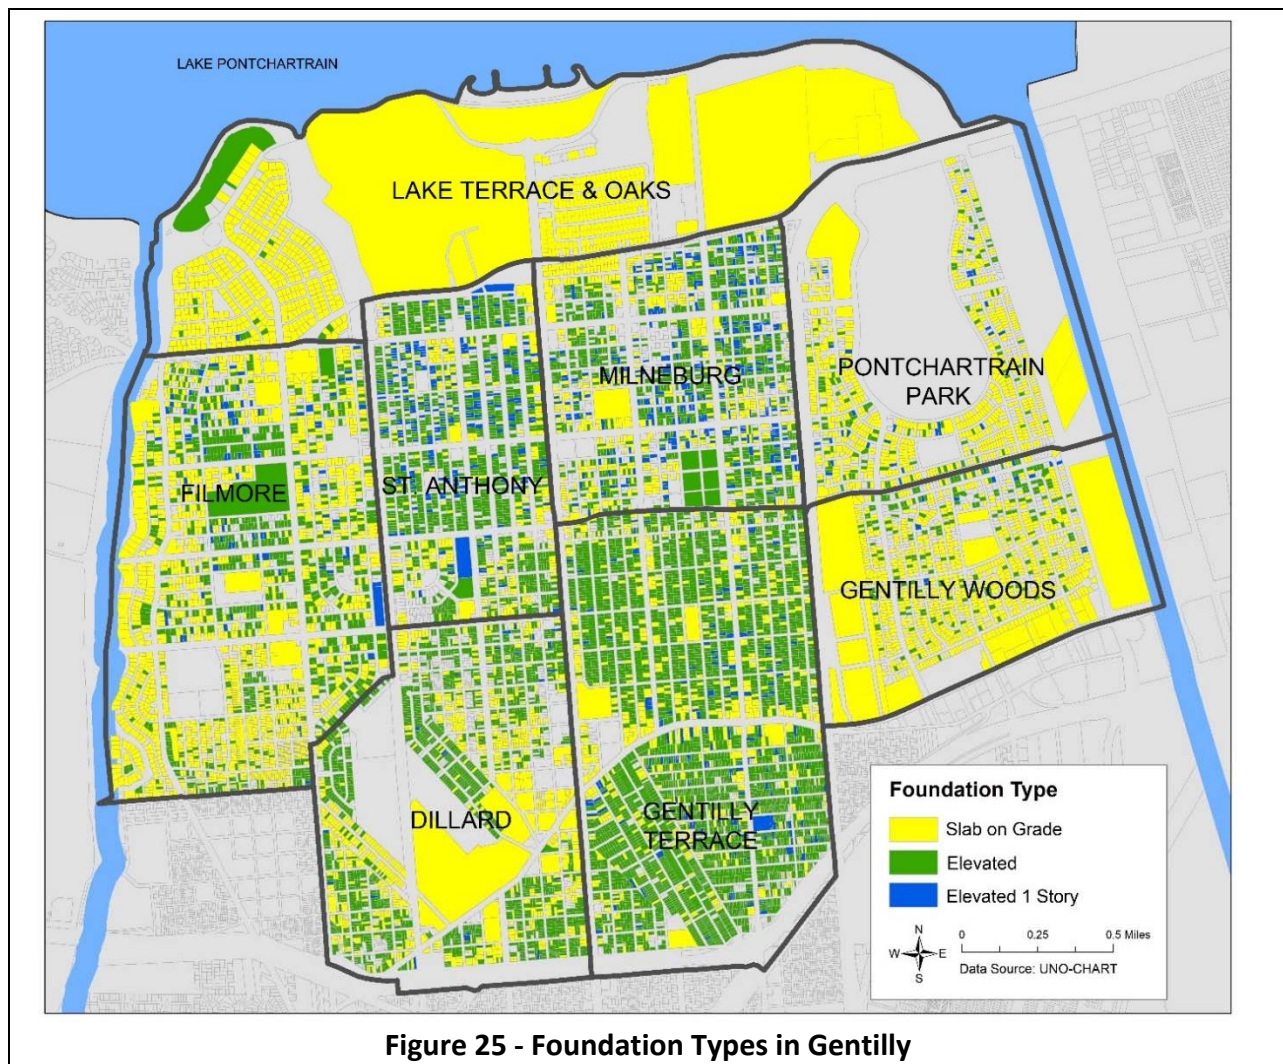 LAKE PONTCHARTRAIN
LAKE TERRACE & OAKS
MILNEBURG
PONTCHARTRAIN
PARK
FILMORE
ST. ANTHONY
GENTILLY WOODS
DILLARD
GENTILLY
TERRACE
Foundation Type
Slab on Grade
Elevated
Elevated 1 Story
N
W E
S
0 0.25 0.5 Miles
Data Source: UNO-CHART
Figure 25 - Foundation Types in Gentilly